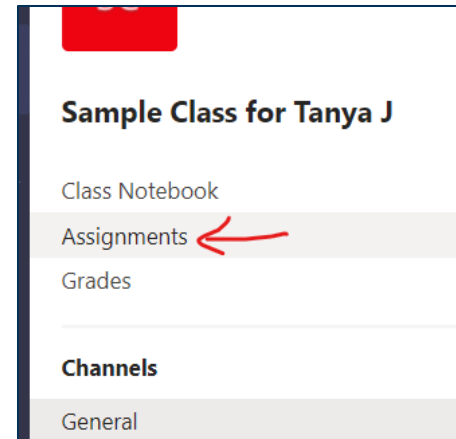 Sample Class for Tanya J
Class Notebook
Assignments
Grades
Channels
General